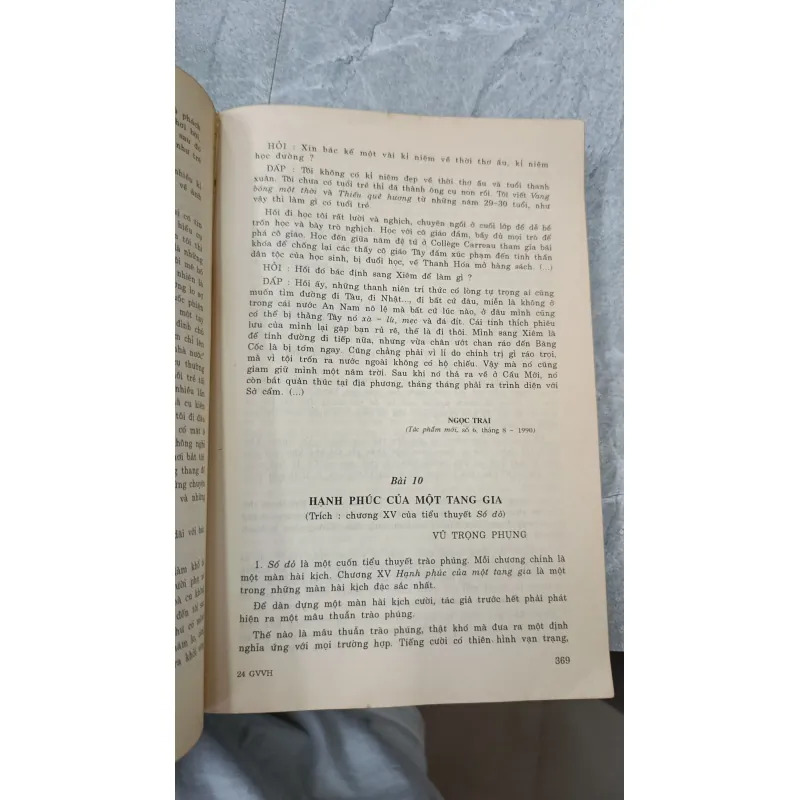 phách
sau đó
như tm
nhiều kỉ
về ảnh
HỎI : Xin bác kể một vài kỉ niệm về thời thơ ấu, kỉ niệm
học đường ?
ĐÁP : Tôi không có kỉ niệm đẹp về thời thơ ấu và tuổi thanh
xuân. Tôi chưa có tuổi trẻ thì đã thành ông cụ non rồi. Tôi viết Vang
bóng một thời và Thiếu quê hương từ những năm 29-30 tuổi, như
vậy thì làm gì có tuổi trẻ.
Hồi đi học tôi rất lười và nghịch, chuyên ngồi ở cuối lớp để dễ bề
trốn học và bày trò nghịch. Học với cô giáo đầm, bầy đủ mọi trò để
phá cô giáo. Học đến giữa năm đệ tứ ở Collège Carreau tham gia bãi
khóa để chống lại các thầy cô giáo Tây đầm xúc phạm đến tinh thần
dân tộc của học sinh, bị đuổi học, về Thanh Hóa mở hàng sách. (...)
HỎI : Hồi đó bác định sang Xiêm để làm gì ?
ĐÁP : Hồi ấy, những thanh niên trí thức có lòng tự trọng ai cũng
muốn tìm đường đi Tàu, đi Nhật..., đi bất cứ đâu, miễn là không ở
trong cái nước An Nam nô lệ mà bất cứ lúc nào, ở đâu mình cũng
có thể bị thằng Tây nó xà - lù, mẹc và đá đít. Cái tính thích phiêu
lưu của mình lại gặp bạn rủ rê, thế là đi thôi. Mình sang Xiêm là
để tính đường đi tiếp nữa, nhưng vừa chân ướt chân ráo đến Băng
Cốc là bị tóm ngay. Cũng chẳng phải vì lí do chính trị gì ráo trọi,
mà vì tội trốn ra nước ngoài không có hộ chiếu. Vậy mà nó cũng
giam giữ mình một năm trời. Sau khi nó thả ra về ở Cầu Mới, nó
còn bắt quản thúc tại địa phương, tháng tháng phải ra trình diện với
Sở cẩm. (...)
NGỌC TRAI
(Tác phẩm mới, số 6, tháng 8 - 1990)
Bài 10
HẠNH PHÚC CỦA MỘT TANG GIA
(Trích : chương XV của tiểu thuyết Số đỏ)
VŨ TRỌNG PHỤNG
1. Số đỏ là một cuốn tiểu thuyết trào phúng. Mỗi chương chính là
một màn hài kịch. Chương XV Hạnh phúc của một tang gia là một
trong những màn hài kịch đặc sắc nhất.
Để dàn dựng một màn hài kịch cười, tác giả trước hết phải phát
hiện ra một mâu thuẫn trào phúng.
Thế nào là mâu thuẫn trào phúng, thật khó mà đưa ra một định
nghĩa ứng với mọi trường hợp. Tiếng cười có thiên hình vạn trạng,
369
24 GVVH